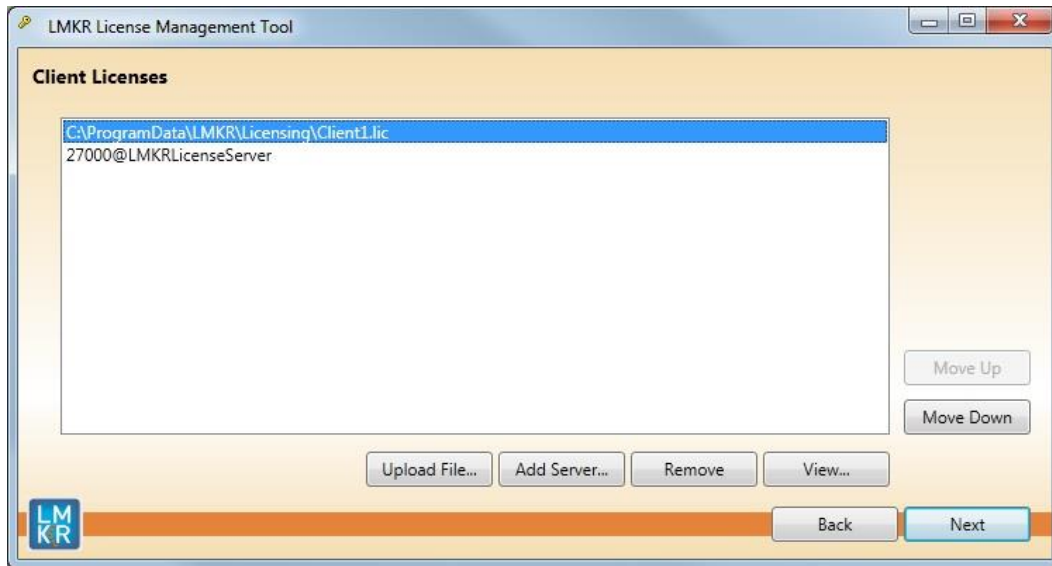 LMKR License Management Tool
Client Licenses
C:\ProgramData\LMKR\Licensing\Client1.lic
27000@LMKRLicenseServer
Move Up
Move Down
Upload File...
Add Server...
Remove
View...
LM
KR
Back
Next